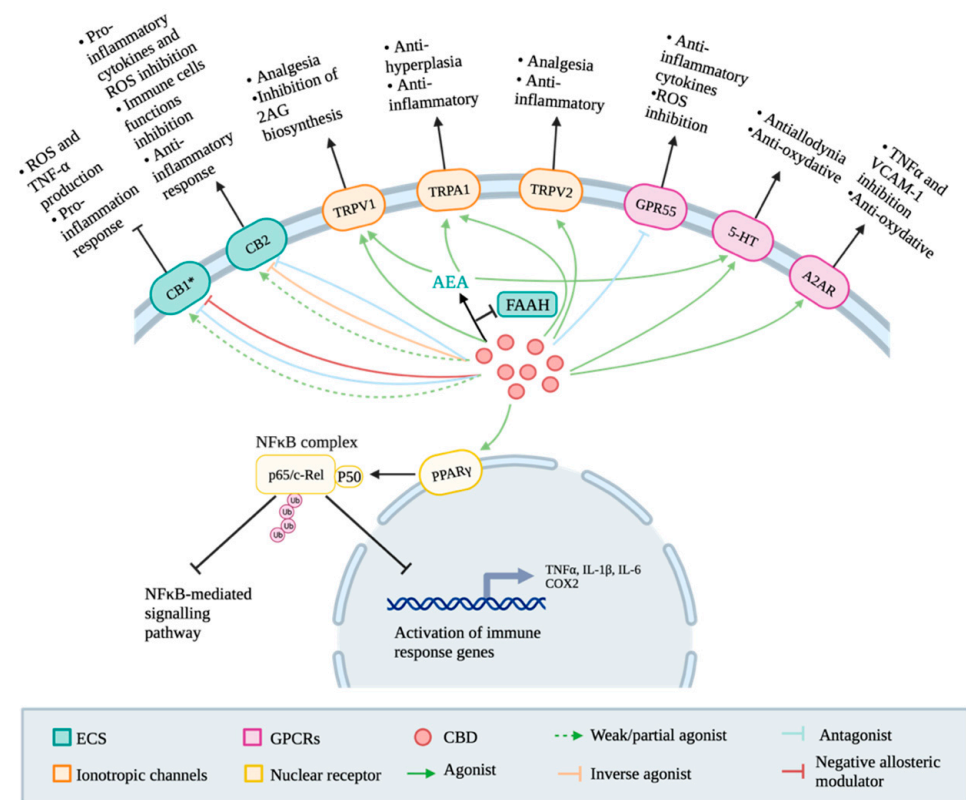 • ROS and
TNF-α
production
• Pro-
inflammation
response
• Pro-
inflammatory
cytokines and
ROS inhibition
• Immune cells
functions
inhibition
• Anti-
inflammatory
response
• Analgesia
•Inhibition of
2AG
biosynthesis
• Anti-
hyperplasia
• Anti-
inflammatory
• Analgesia
• Anti-
inflammatory
• Anti-
inflammatory
cytokines
•ROS
inhibition
• Antiallodynia
•Anti-oxydative
• TNFα and
VCAM-1
inhibition
•Anti-oxydative
CB1*
CB2
TRPV1
TRPA1
TRPV2
GPR55
5-HT
A2AR
AEA
FAAH
NFκB complex
p65/c-Rel
P50
PPARγ
Ub
Ub
Ub
Ub
NFκB-mediated
signalling
pathway
TNFα, IL-1β, IL-6
COX2
Activation of immune
response genes
ECS
GPCRs
CBD
Weak/partial agonist
Antagonist
Ionotropic channels
Nuclear receptor
Agonist
Inverse agonist
Negative allosteric
modulator